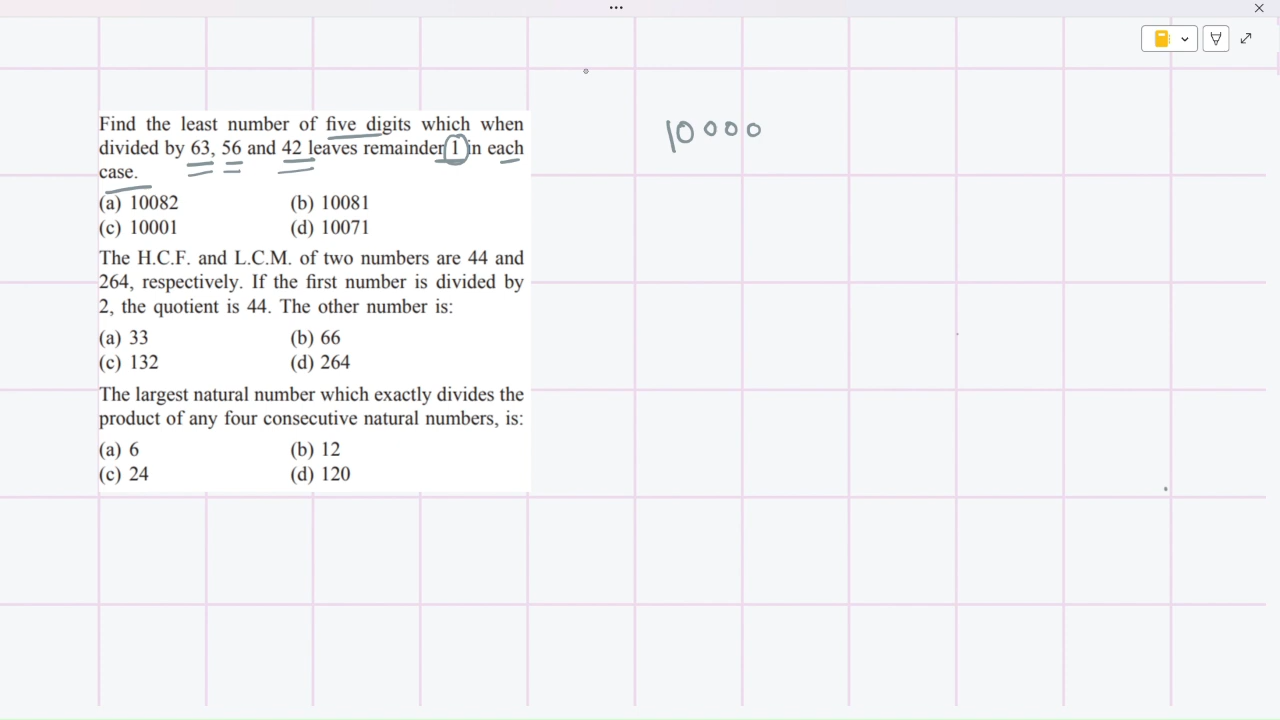 Find the least number of five digits which when
divided by 63, 56 and 42 leaves remainder 1 in each
case.
(a) 10082 (b) 10081
(c) 10001 (d) 10071
The H.C.F. and L.C.M. of two numbers are 44 and
264, respectively. If the first number is divided by
2, the quotient is 44. The other number is:
(a) 33 (b) 66
(c) 132 (d) 264
The largest natural number which exactly divides the
product of any four consecutive natural numbers, is:
(a) 6 (b) 12
(c) 24 (d) 120
10000